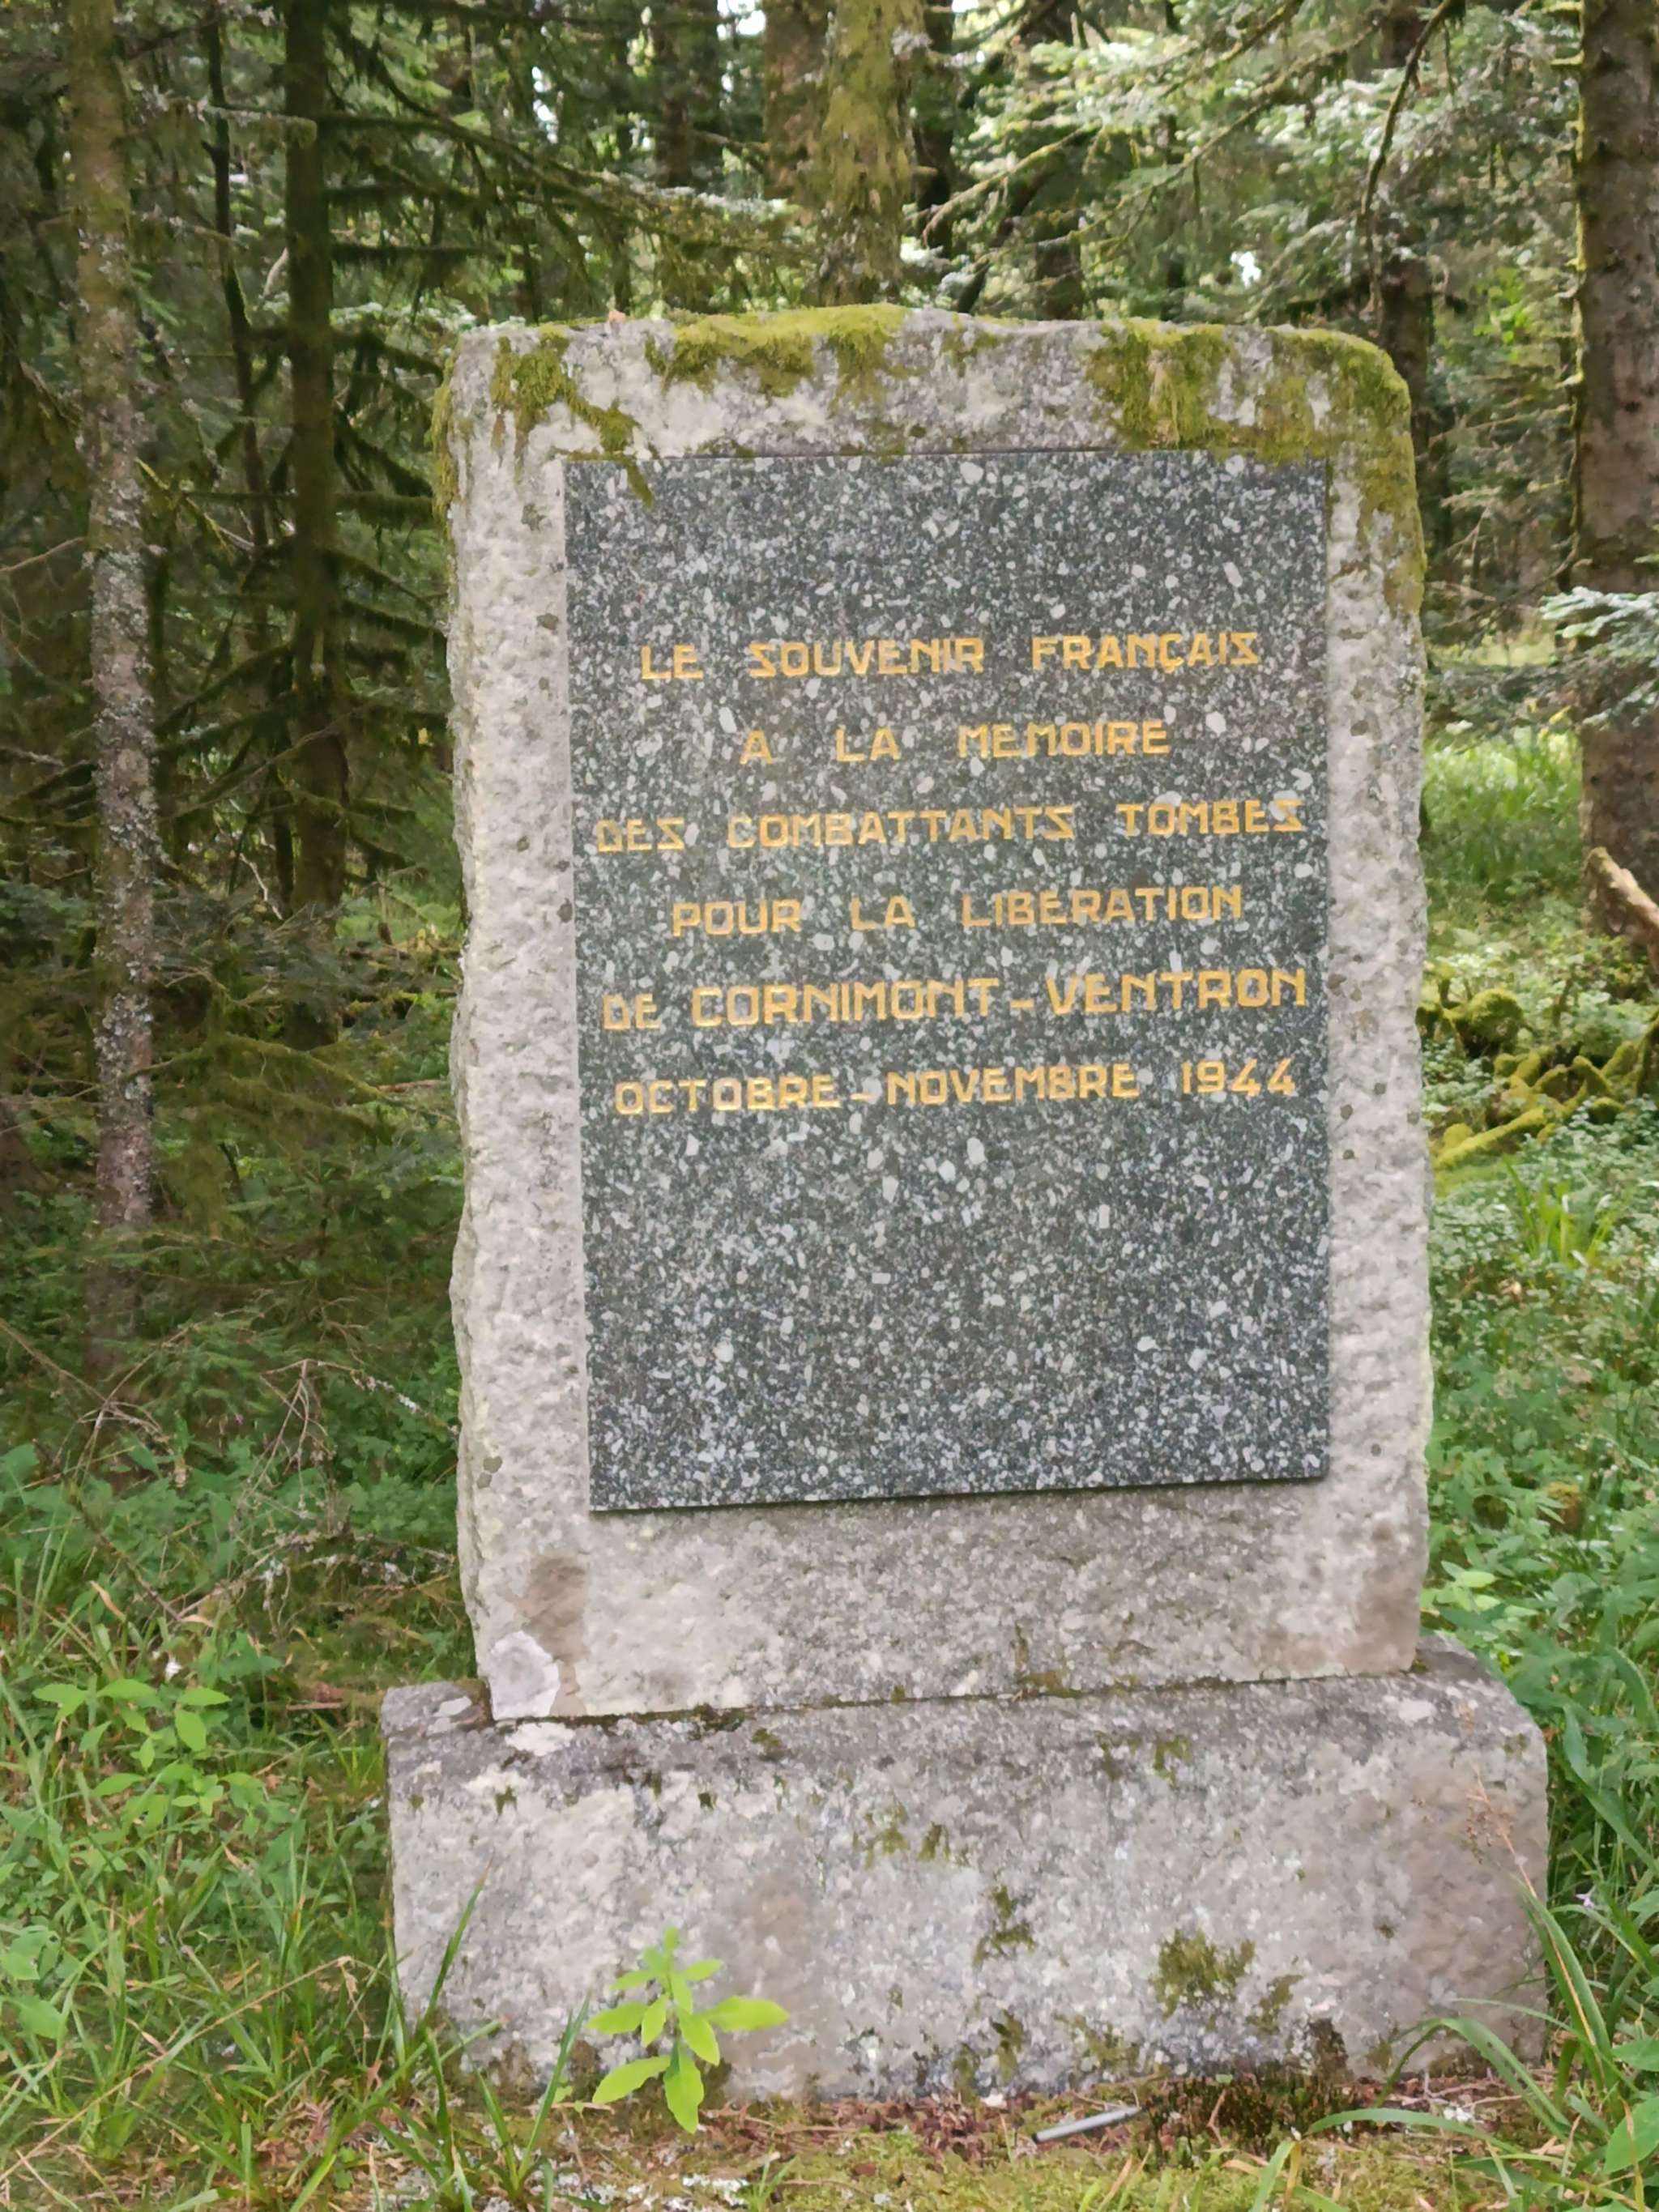 LE SOUVENIR FRANÇAIS
A LA MEMOIRE
DES COMBATTANTS TOMBES
POUR LA LIBERATION
DE CORNIMONT-VENTRON
OCTOBRE-NOVEMBRE 1944